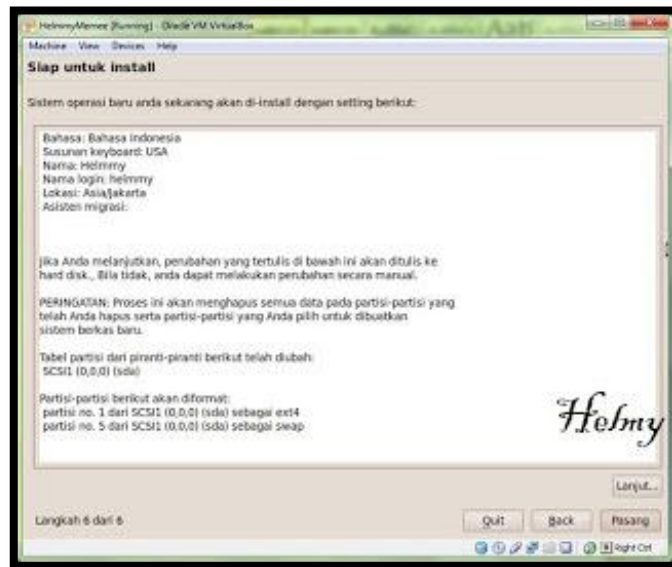 HelmmyMemee [Running] - Oracle VM VirtualBox
Machine View Devices Help
Siap untuk install
Sistem operasi baru anda sekarang akan di-install dengan setting berikut:
Bahasa: Bahasa Indonesia
Susunan keyboard: USA
Nama: Helmmy
Nama login: helmmy
Lokasi: Asia/Jakarta
Asisten migrasi:
Jika Anda melanjutkan, perubahan yang tertulis di bawah ini akan ditulis ke
hard disk., Bila tidak, anda dapat melakukan perubahan secara manual.
PERINGATAN: Proses ini akan menghapus semua data pada partisi-partisi yang
telah Anda hapus serta partisi-partisi yang Anda pilih untuk dibuatkan
sistem berkas baru.
Tabel partisi dari piranti-piranti berikut telah diubah:
SCSI1 (0,0,0) (sda)
Partisi-partisi berikut akan diformat:
partisi no. 1 dari SCSI1 (0,0,0) (sda) sebagai ext4
partisi no. 5 dari SCSI1 (0,0,0) (sda) sebagai swap
Helmy
Lanjut...
Langkah 6 dari 6
Quit Back Pasang
Right Ctrl